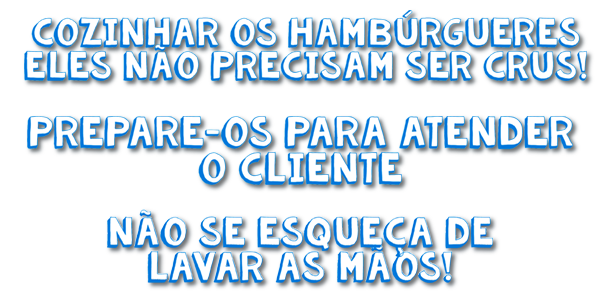 COZINHAR OS HAMBÚRGUERES
ELES NÃO PRECISAM SER CRUS!
PREPARE-OS PARA ATENDER
O CLIENTE
NÃO SE ESQUEÇA DE
LAVAR AS MÃOS!